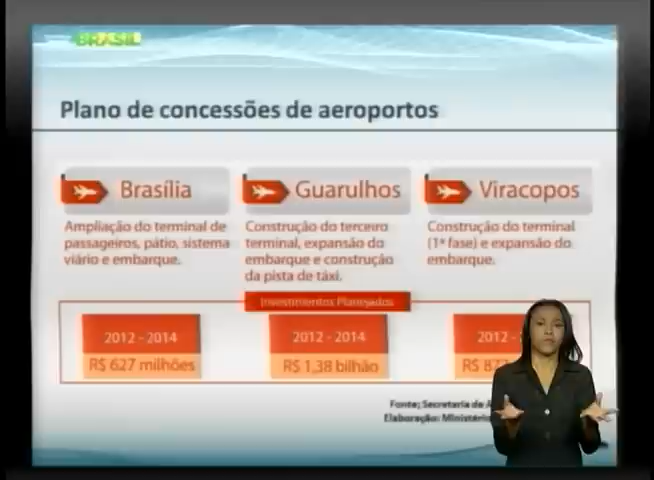 BRASIL
Plano de concessões de aeroportos
Brasília
Guarulhos
Viracopos
Ampliação do terminal de
passageiros, pátio, sistema
viário e embarque.
Construção do terceiro
terminal, expansão do
embarque e construção
da pista de táxi.
Construção do terminal
(1ª fase) e expansão do
embarque.
Investimentos Planejados
2012 - 2014
R$ 627 milhões
2012 - 2014
R$ 1,38 bilhão
2012 -
R$
Fonte: Secretaria de
Elaboração: